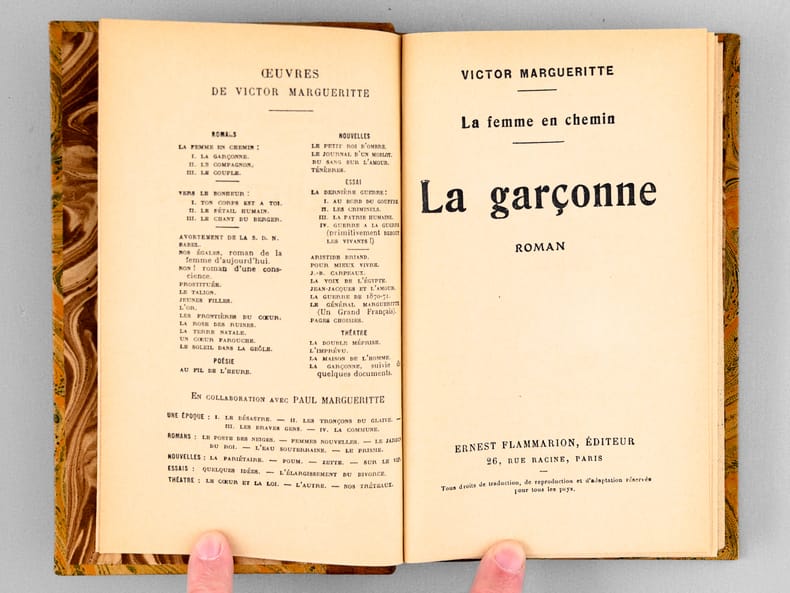 ŒUVRES
DE VICTOR MARGUERITTE
ROMANS
LA FEMME EN CHEMIN :
I. LA GARÇONNE.
II. LE COMPAGNON.
III. LE COUPLE.
VERS LE BONHEUR :
I. TON CORPS EST A TOI.
II. LE BÉTAIL HUMAIN.
III. LE CHANT DU BERGER.
AVORTEMENT DE LA S. D. N.
BABEL.
NOS ÉGALES, roman de la
femme d'aujourd'hui.
NON ! roman d'une cons-
cience.
PROSTITUÉE.
LE TALION.
JEUNES FILLES.
L'OR.
LES FRONTIÈRES DU CŒUR.
LA ROSE DES RUINES.
LA TERRE NATALE.
UN CŒUR FAROUCHE.
LE SOLEIL DANS LA GEÔLE.
POÉSIE
AU FIL DE L'HEURE.
NOUVELLES
LE PETIT ROI D'OMBRE.
LE JOURNAL D'UN MOBLOT.
DU SANG SUR L'AMOUR.
TÉNÈBRES.
ESSAI
LA DERNIÈRE GUERRE :
I. AU BORD DU
II. LES CRIMINELS.
III. LA PATRIE HUMAINE.
IV. GUERRE A LA GUERRE
(primitivement
LES VIVANTS !)
ARISTIDE BRIAND.
POUR MIEUX VIVRE.
J.-B. CARPEAUX.
LA VOIX DE L'ÉGYPTE.
JEAN-JACQUES ET L'AMOUR.
LA GUERRE DE 1870-71.
LE GÉNÉRAL MARGUERITTE
(Un Grand Français).
PAGES CHOISIES.
THÉÂTRE
LA DOUBLE MÉPRISE.
L'IMPRÉVU.
LA MAISON DE L'HOMME.
LA GARÇONNE, suivie de
quelques documents.
EN COLLABORATION AVEC PAUL MARGUERITTE
UNE ÉPOQUE : I. LE DÉSASTRE. — II. LES TRONÇONS DU GLAIVE. —
III. LES BRAVES GENS. — IV. LA COMMUNE.
ROMANS : LE POSTE DES NEIGES. — FEMMES NOUVELLES. — LE
DU ROI. — L'EAU SOUTERRAINE. — LE PRISME.
NOUVELLES : LA PARIÉTAIRE. — POUM. — ZETTE. — SUR LE
ESSAIS : QUELQUES IDÉES. — L'ÉLARGISSEMENT DU DIVORCE.
THÉATRE : LE CŒUR ET LA LOI. — L'AUTRE. — NOS TRÉTEAUX.
VICTOR MARGUERITTE
La femme en chemin
La garçonne
ROMAN
ERNEST FLAMMARION, ÉDITEUR
26, RUE RACINE, PARIS
Tous droits de traduction, de reproduction et d'adaptation réservés
pour tous les pays.